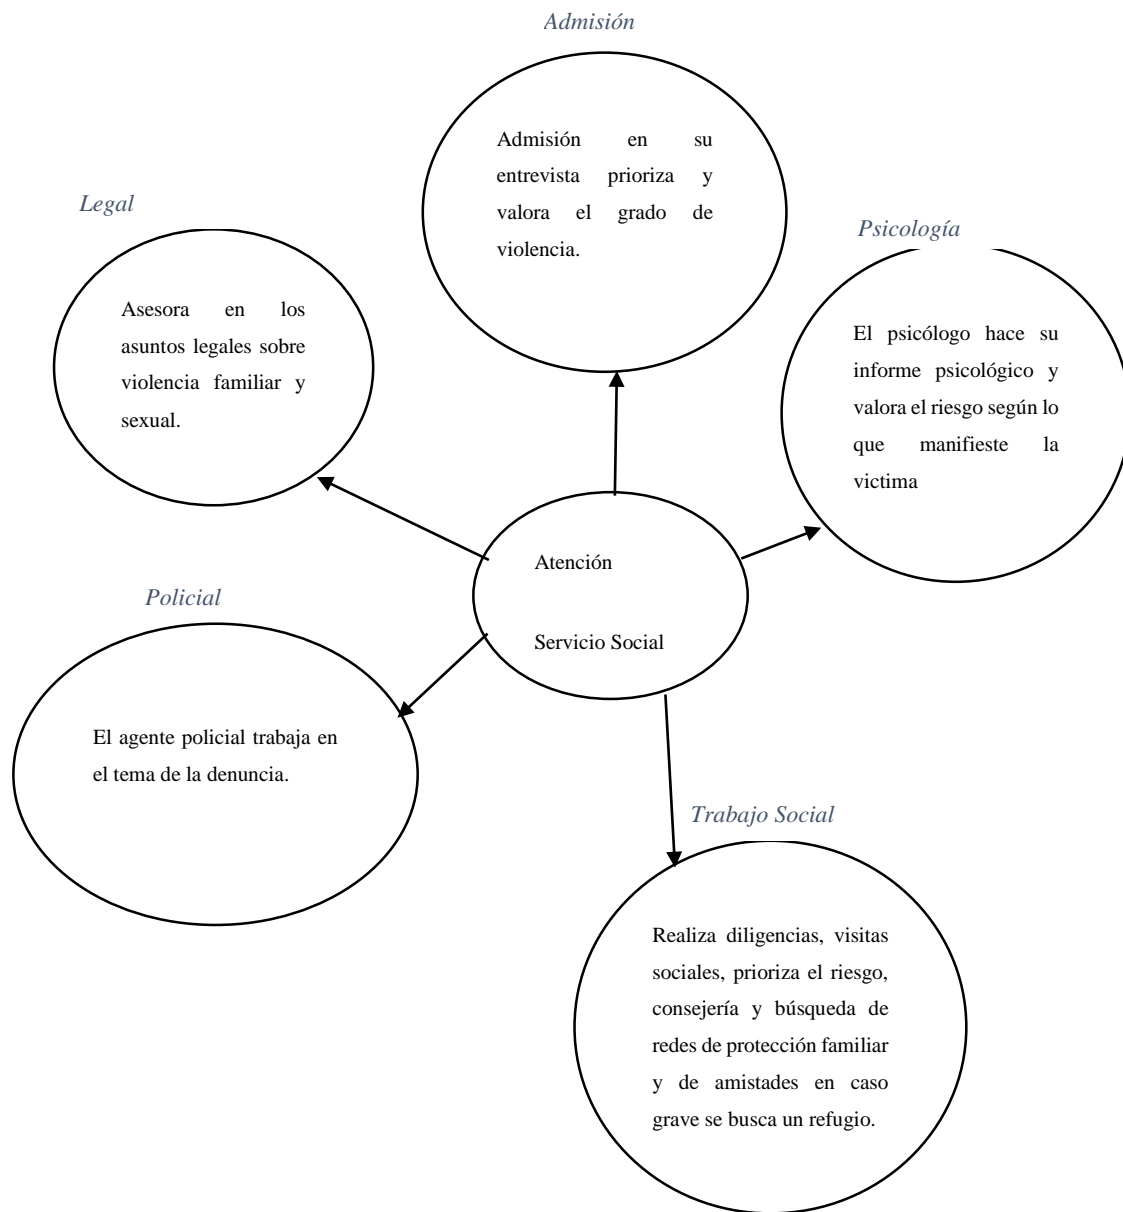 Admisión
Admisión en su
entrevista prioriza y
valora el grado de
violencia.
Legal
Asesora en los
asuntos legales sobre
violencia familiar y
sexual.
Psicología
El psicólogo hace su
informe psicológico y
valora el riesgo según lo
que manifieste la
victima
Atención
Servicio Social
Policial
El agente policial trabaja en
el tema de la denuncia.
Trabajo Social
Realiza diligencias, visitas
sociales, prioriza el riesgo,
consejería y búsqueda de
redes de protección familiar
y de amistades en caso
grave se busca un refugio.